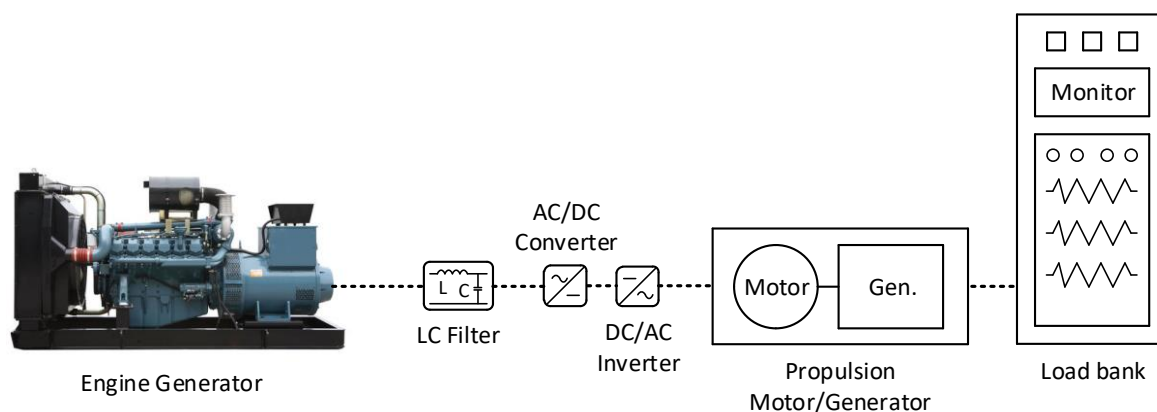 Engine Generator
L
C
LC Filter
AC/DC
Converter
DC/AC
Inverter
Motor
Gen.
Propulsion
Motor/Generator
Monitor
Load bank